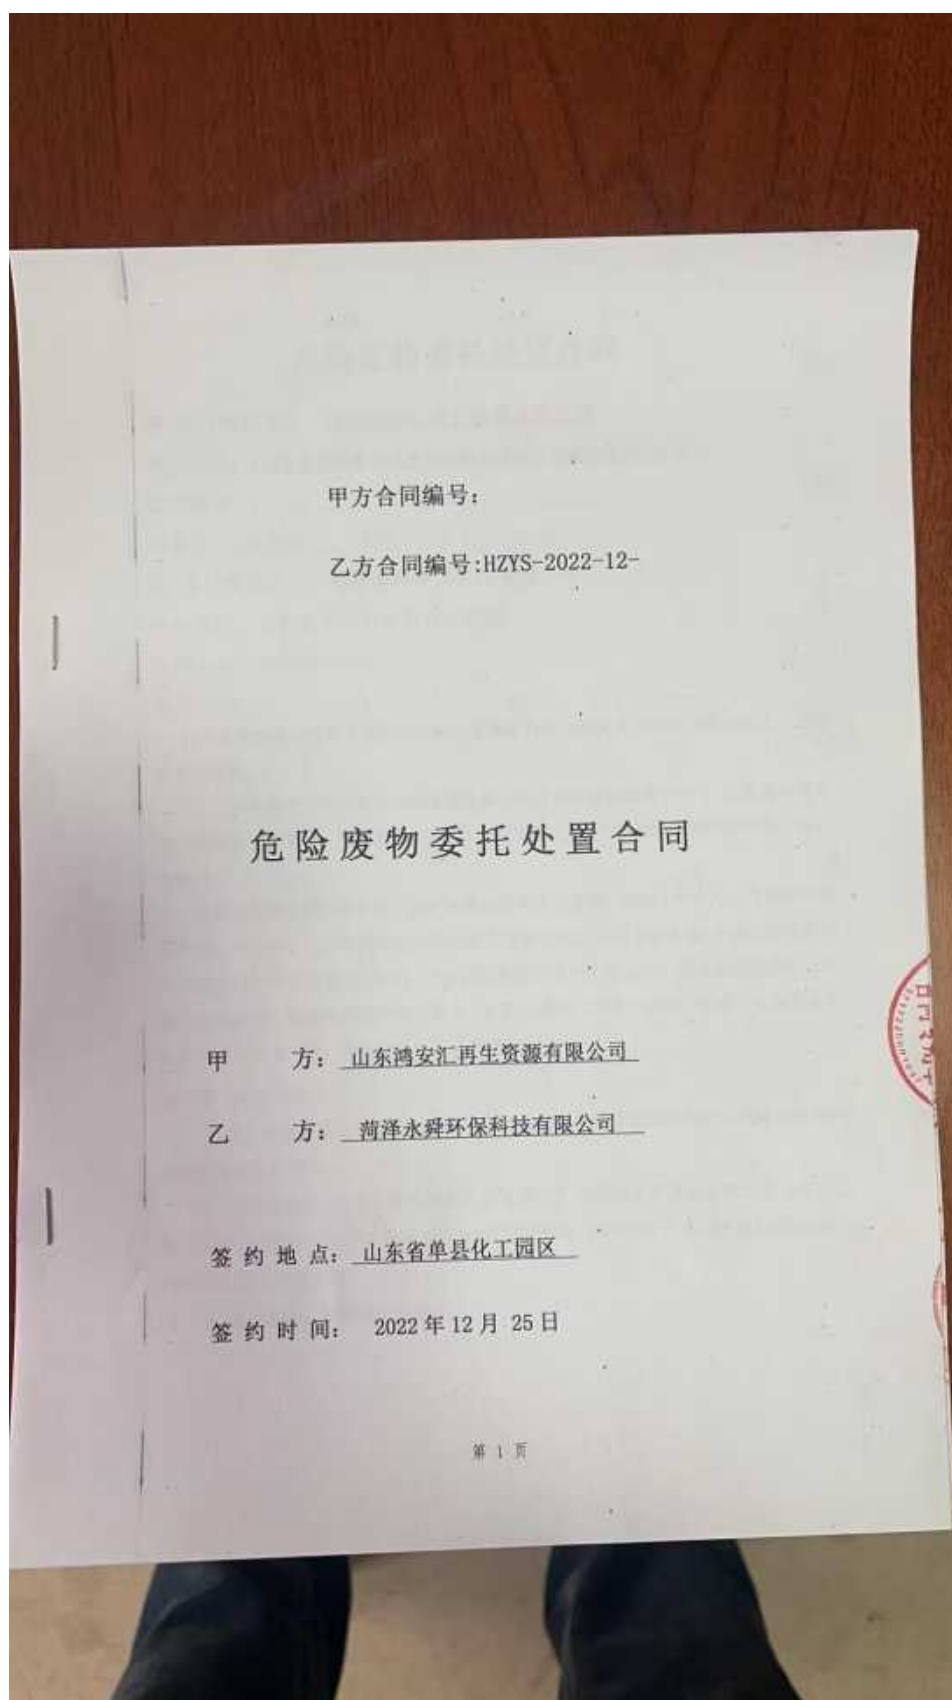 甲方合同编号:
乙方合同编号:HZYS-2022-12-
危险废物委托处置合同
甲 方: 山东鸿安汇再生资源有限公司
乙 方: 菏泽永舜环保科技有限公司
签约地点: 山东省单县化工园区
签约时间: 2022年12月 25日
第 1 页